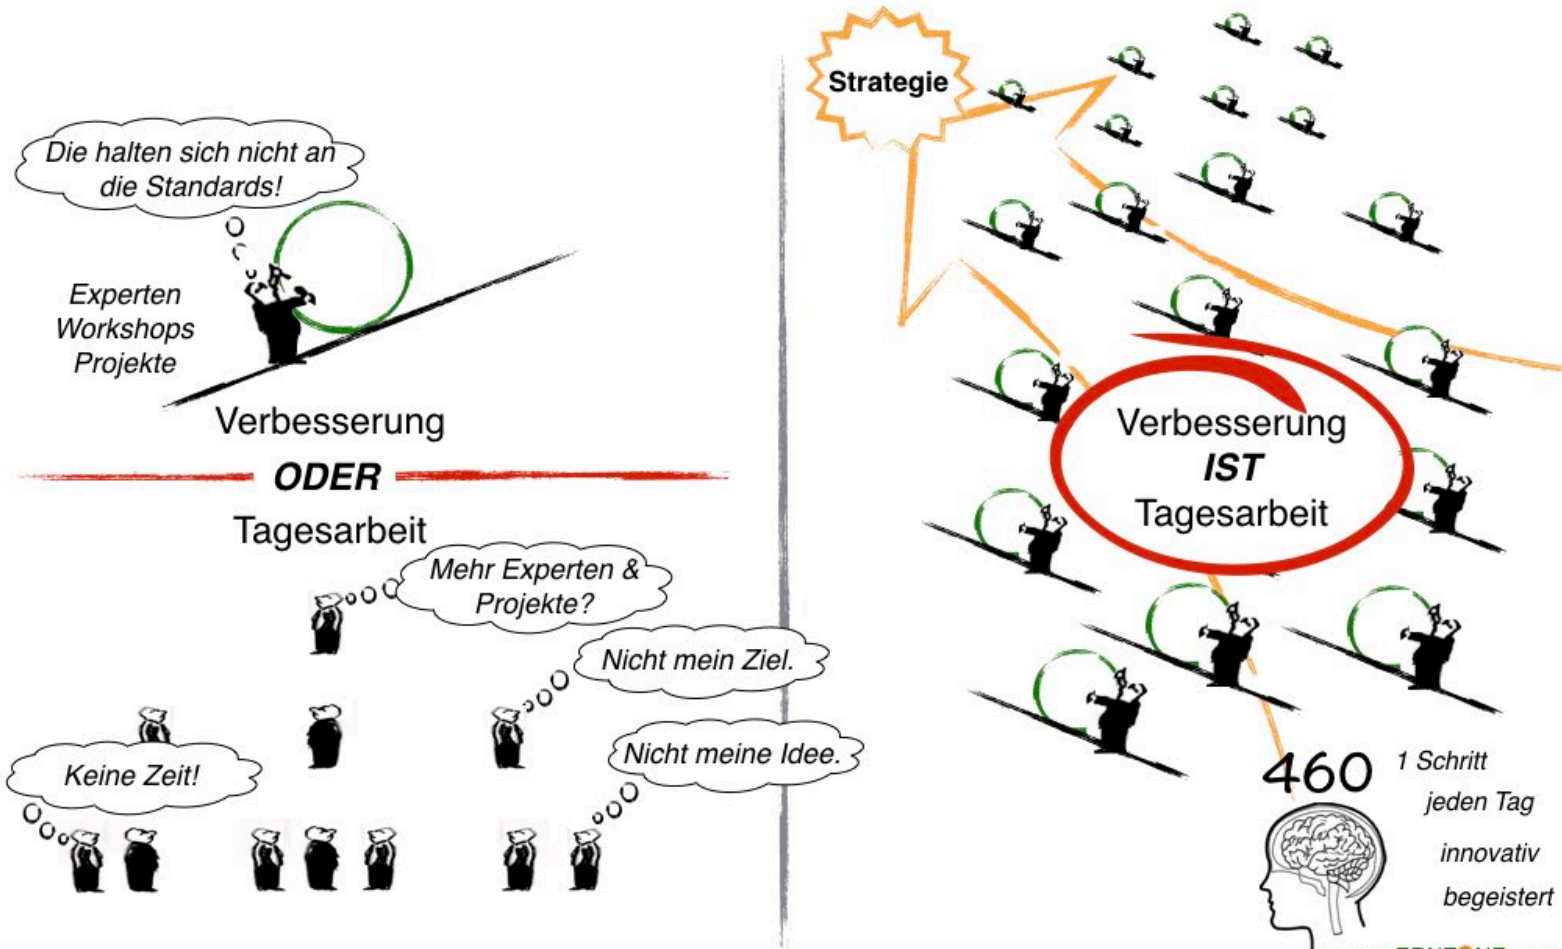 Die halten sich nicht an
die Standards!
Experten
Workshops
Projekte
Verbesserung
ODER
Tagesarbeit
Mehr Experten &
Projekte?
Nicht mein Ziel.
Nicht meine Idee.
Keine Zeit!
Strategie
Verbesserung
IST
Tagesarbeit
460
1 Schritt
jeden Tag
innovativ
begeistert